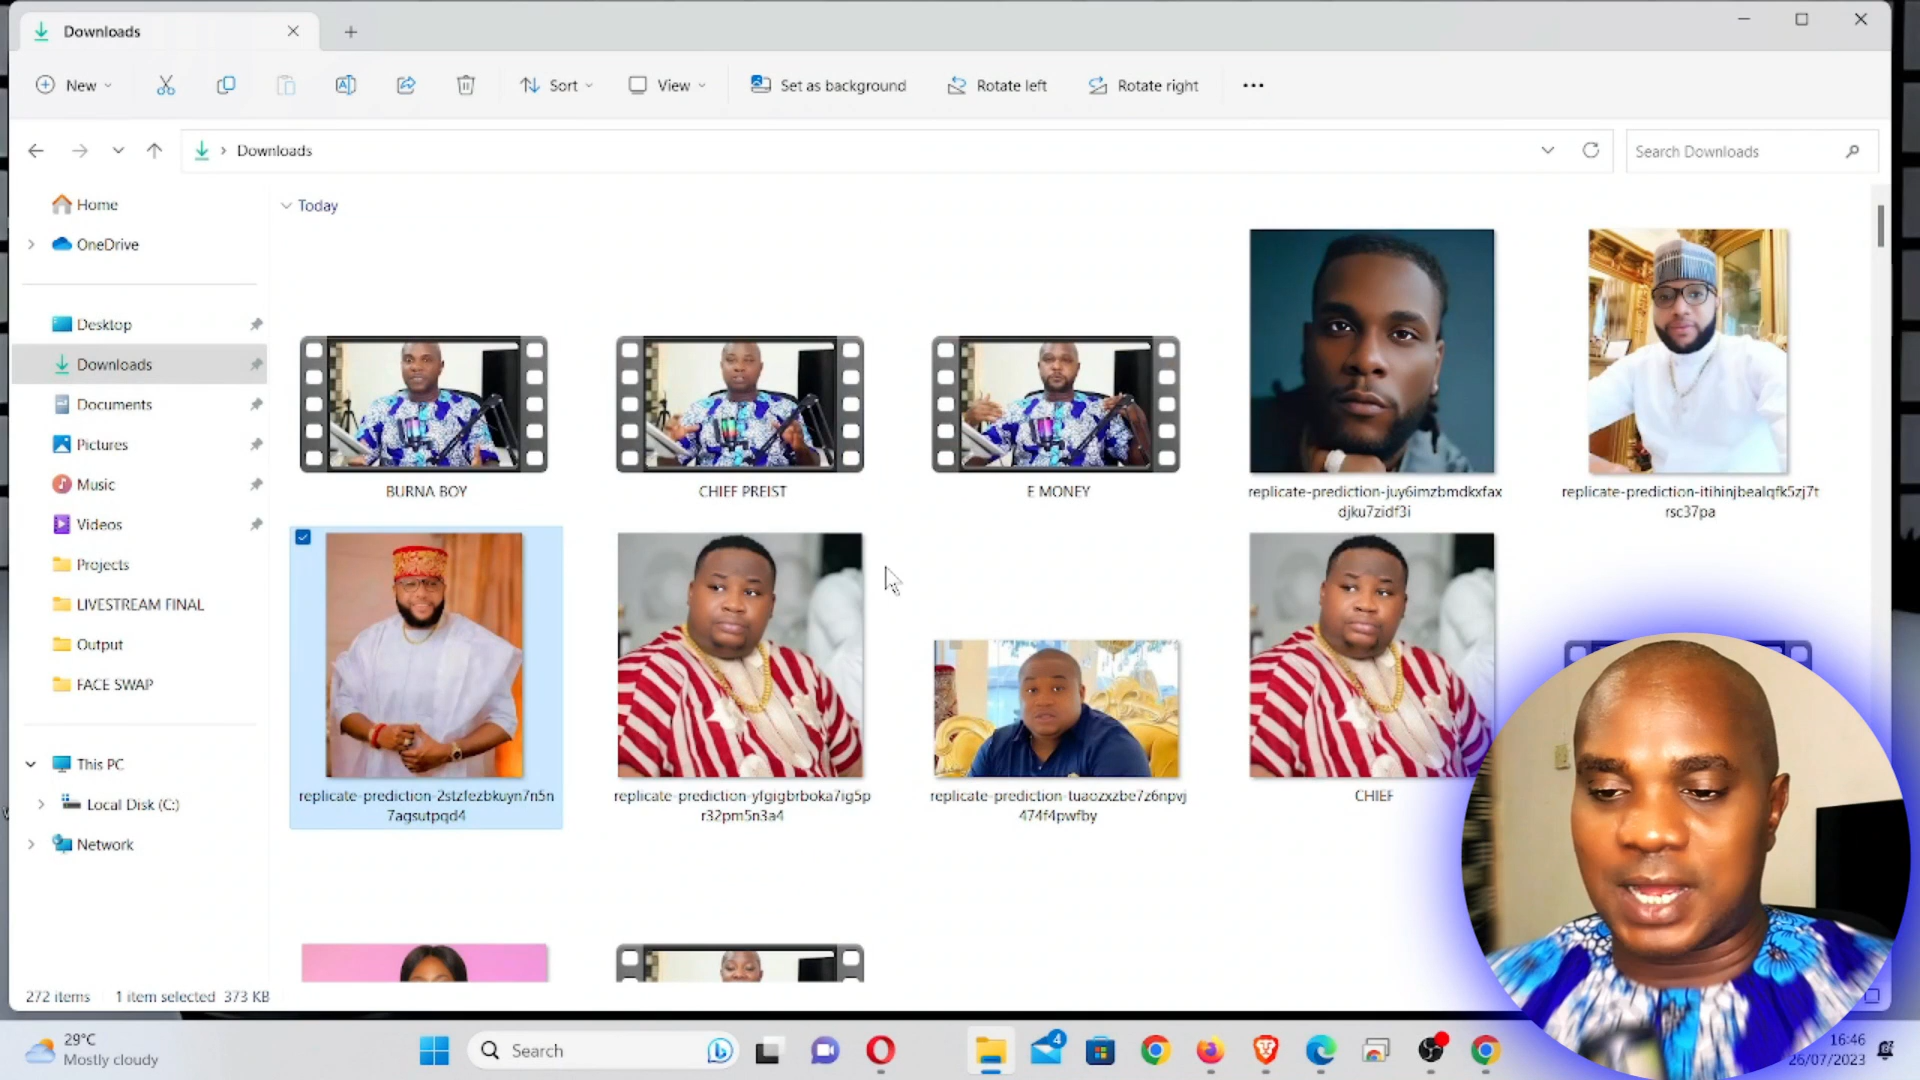 Downloads
New
Sort
View
Set as background
Rotate left
Rotate right
Downloads
Search Downloads
Home
OneDrive
Desktop
Downloads
Documents
Pictures
Music
Videos
Projects
LIVESTREAM FINAL
Output
FACE SWAP
This PC
Local Disk (C:)
Network
Today
BURNA BOY
CHIEF PREIST
E MONEY
replicate-prediction-juy6imzbmdkxfax
djku7zidf3i
replicate-prediction-itihinjbealqfk5zj7t
rsc37pa
replicate-prediction-2stzfezbkuyn7n5n
7agsutpqd4
replicate-prediction-yfgigbrboka7ig5p
r32pm5n3a4
replicate-prediction-tuaozxzbe7z6npvj
474f4pwfby
CHIEF
272 items
1 item selected 373 KB
29°C
Mostly cloudy
Search
4
16:46
26/07/2023